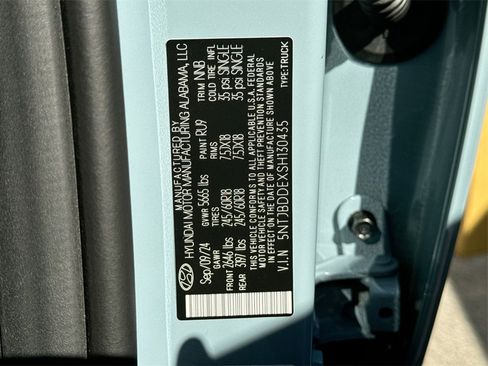 MANUFACTURED BY
HYUNDAI MOTOR MANUFACTURING ALABAMA, LLC
Sep/09/24 GVWR 5665 lbs PAINT RU9 TRIM NNB
GAWR TIRES RIMS COLD TIRE INFL
FRONT 2646 lbs 245/60R18 7.5JX18 35 psi SINGLE
REAR 3197 lbs 245/60R18 7.5JX18 35 psi SINGLE
THIS VEHICLE CONFORMS TO ALL APPLICABLE U.S.A. FEDERAL
MOTOR VEHICLE SAFETY AND THEFT PREVENTION STANDARDS
IN EFFECT ON THE DATE OF MANUFACTURE SHOWN ABOVE
V.I.N 5NTJBDDEXSH130435 TYPE:TRUCK